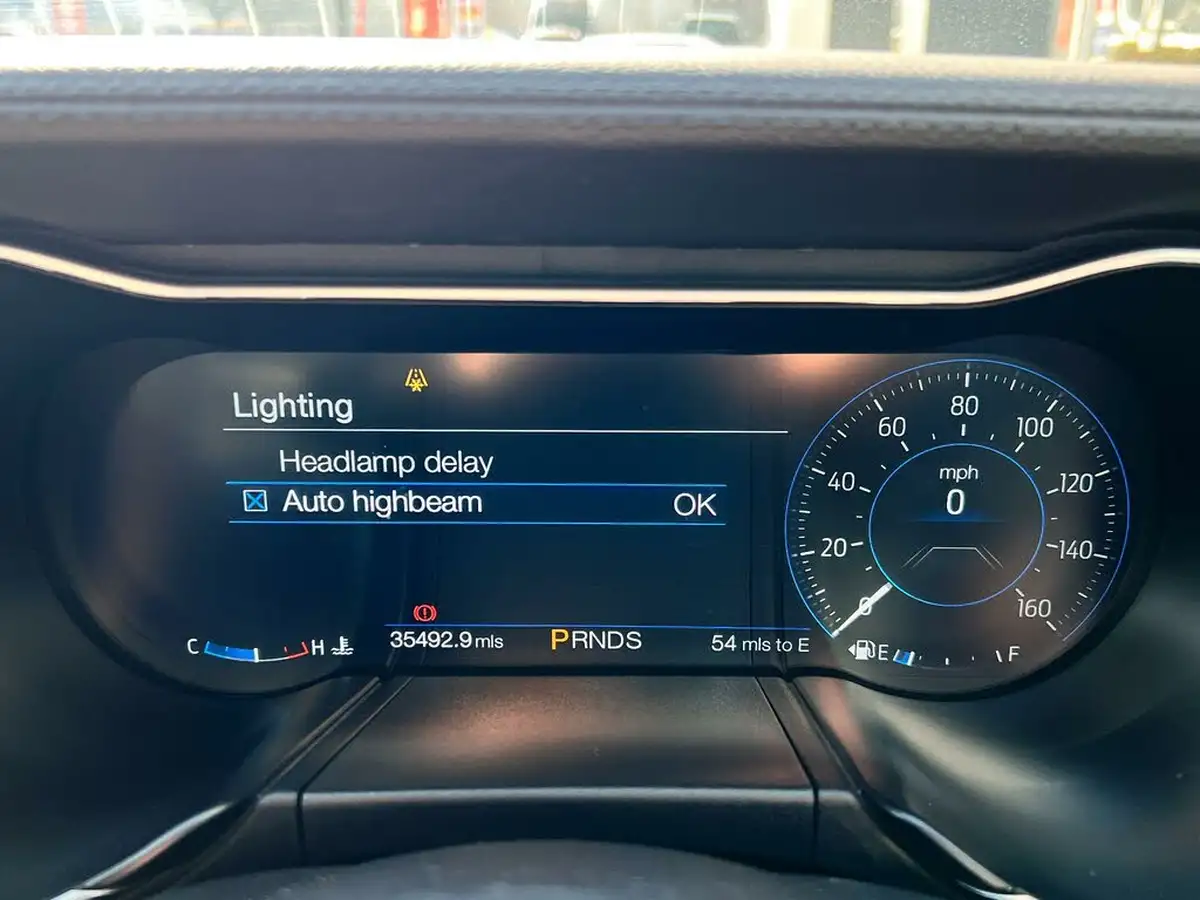 Lighting
Headlamp delay
Auto highbeam OK
35492.9 mls PRNDS 54 mls to E
C H
mph
0
0 20 40 60 80 100 120 140 160
E F